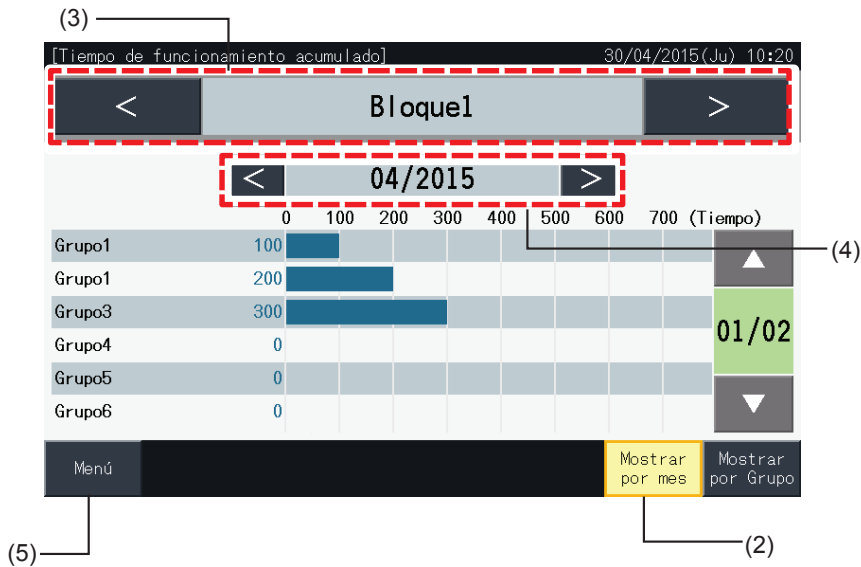 (3)
[Tiempo de funcionamiento acumulado] 30/04/2015(Ju) 10:20
< Bloque1 >
< 04/2015 >
0 100 200 300 400 500 600 700 (Tiempo)
(4)
Grupo1 100
Grupo1 200
Grupo3 300
01/02
Grupo4 0
Grupo5 0
Grupo6 0
Menú
Mostrar por mes
Mostrar por Grupo
(5)
(2)